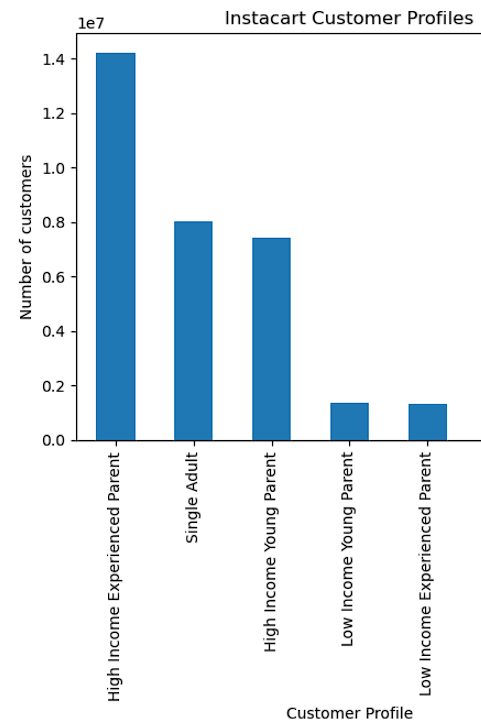 Instacart Customer Profiles
1e7
1.4
1.2
1.0
0.8
0.6
0.4
0.2
0.0
Number of customers
High Income Experienced Parent
Single Adult
High Income Young Parent
Low Income Young Parent
Low Income Experienced Parent
Customer Profile